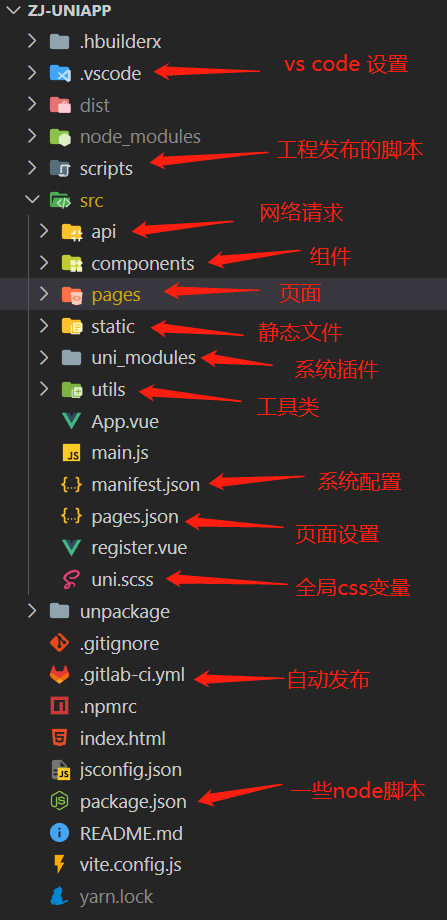 ZJ-UNIAPP
.hbuilderx
.vscode vs code 设置
dist
node_modules
scripts 工程发布的脚本
src
api 网络请求
components 组件
pages 页面
static 静态文件
uni_modules 系统插件
utils 工具类
App.vue
main.js
manifest.json 系统配置
pages.json 页面设置
register.vue
uni.scss 全局css变量
unpackage
.gitignore
.gitlab-ci.yml 自动发布
.npmrc
index.html
jsconfig.json
package.json 一些node脚本
README.md
vite.config.js
yarn.lock